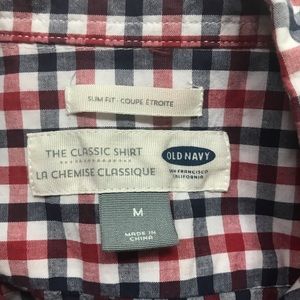 SLIM FIT · COUPE ÉTROITE
THE CLASSIC SHIRT
LA CHEMISE CLASSIQUE
OLD NAVY
SAN FRANCISCO
CALIFORNIA
M
MADE IN
CHINA